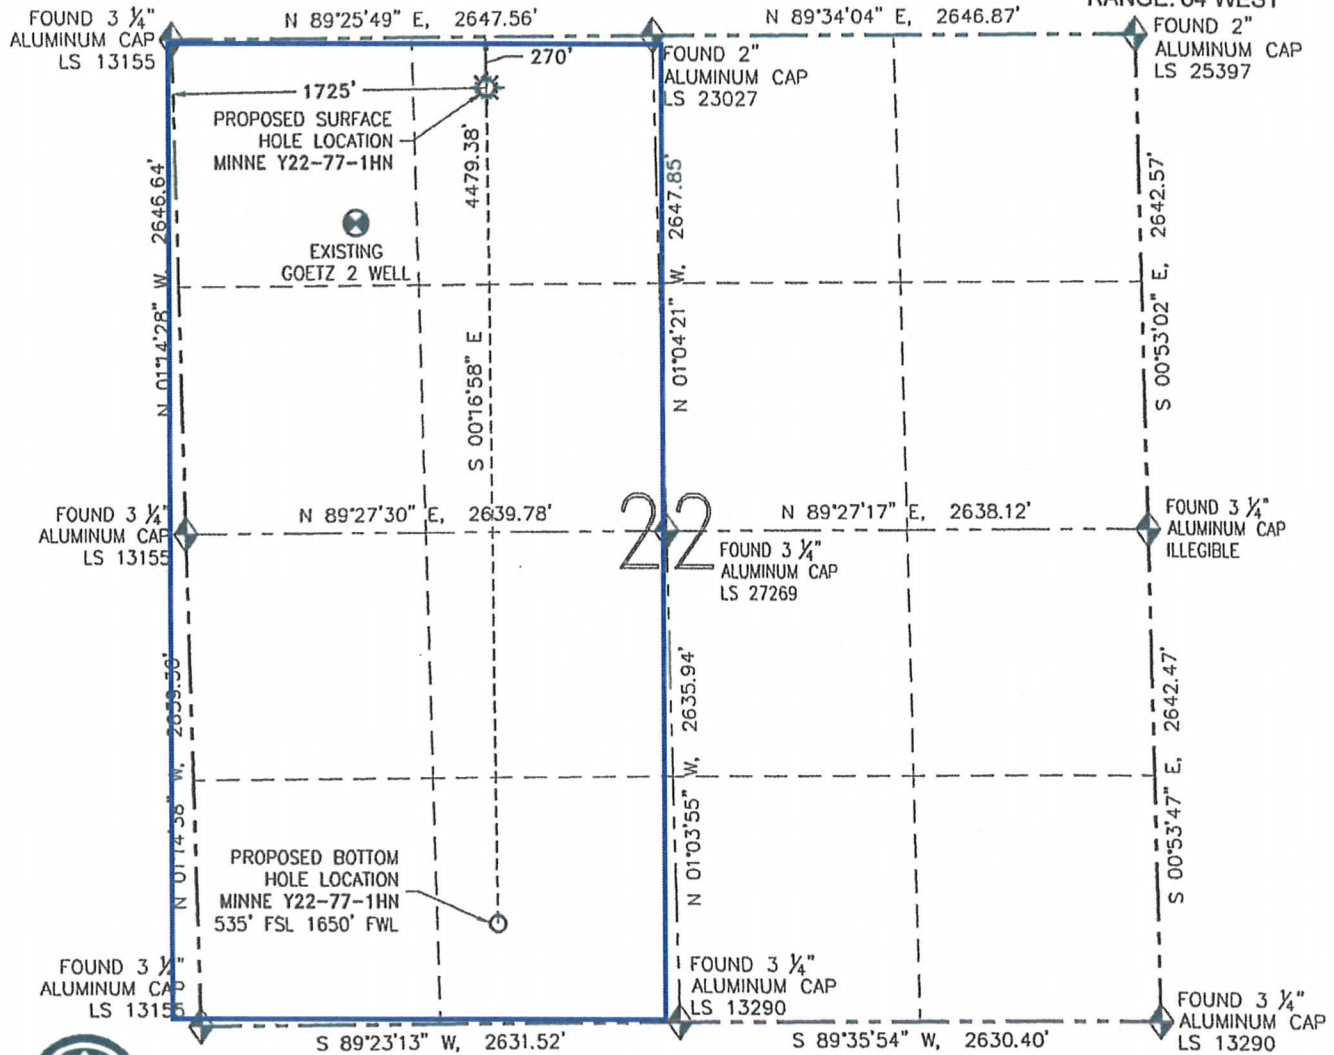 N 89°25'49" E, 2647.56'
N 89°34'04" E, 2646.87'
FOUND 3 ¼"
ALUMINUM CAP
LS 13155
270'
FOUND 2"
ALUMINUM CAP
LS 23027
FOUND 2"
ALUMINUM CAP
LS 25397
1725'
PROPOSED SURFACE
HOLE LOCATION
MINNE Y22-77-1HN
4479.38'
S 00°16'58" E
EXISTING
GOETZ 2 WELL
N 01°14'28" W, 2646.64'
N 01°04'21" W, 2647.85'
S 00°53'02" E, 2642.57'
FOUND 3 ¼"
ALUMINUM CAP
LS 13155
N 89°27'30" E, 2639.78'
22
N 89°27'17" E, 2638.12'
FOUND 3 ¼"
ALUMINUM CAP
LS 27269
FOUND 3 ¼"
ALUMINUM CAP
ILLEGIBLE
W,
N 01°03'55" W, 2635.94'
S 00°53'47" E, 2642.47'
PROPOSED BOTTOM
HOLE LOCATION
MINNE Y22-77-1HN
535' FSL 1650' FWL
FOUND 3
ALUMINUM CAP
LS 13155
FOUND 3 ¼"
ALUMINUM CAP
LS 13290
FOUND 3 ¼"
ALUMINUM CAP
LS 13290
S 89°23'13" W, 2631.52'
S 89°35'54" W, 2630.40'